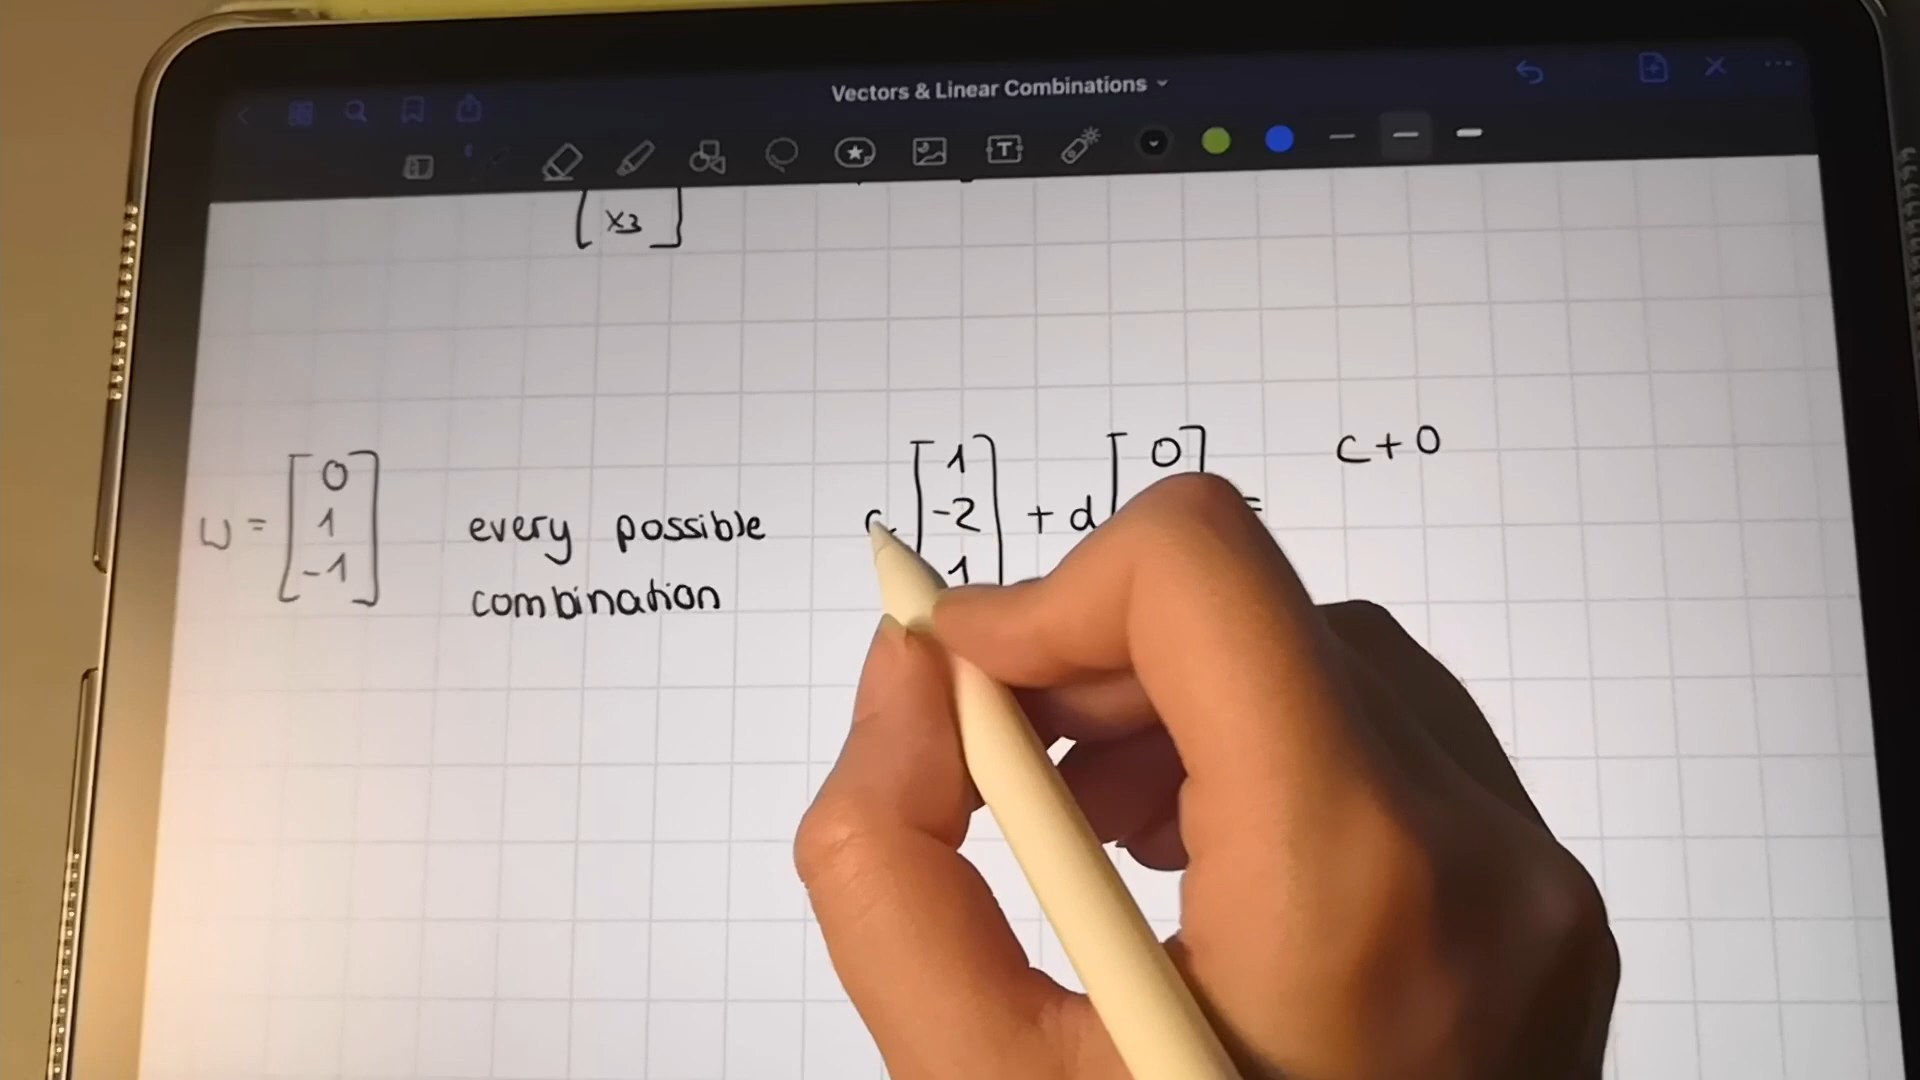 Vectors & Linear Combinations
[ x3 ]
w = [ 0 1 -1 ] every possible combination c [ 1 -2 1 ] + d [ 0 ] = c + 0